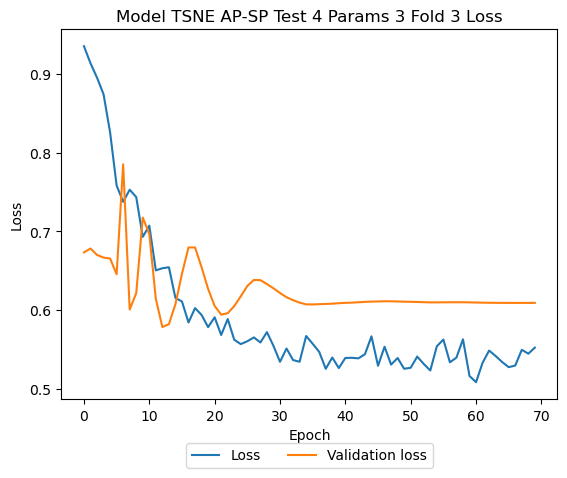 Model TSNE AP-SP Test 4 Params 3 Fold 3 Loss
0.9
0.8
0.7
0.6
0.5
Loss
0 10 20 30 40 50 60 70
Epoch
Loss Validation loss